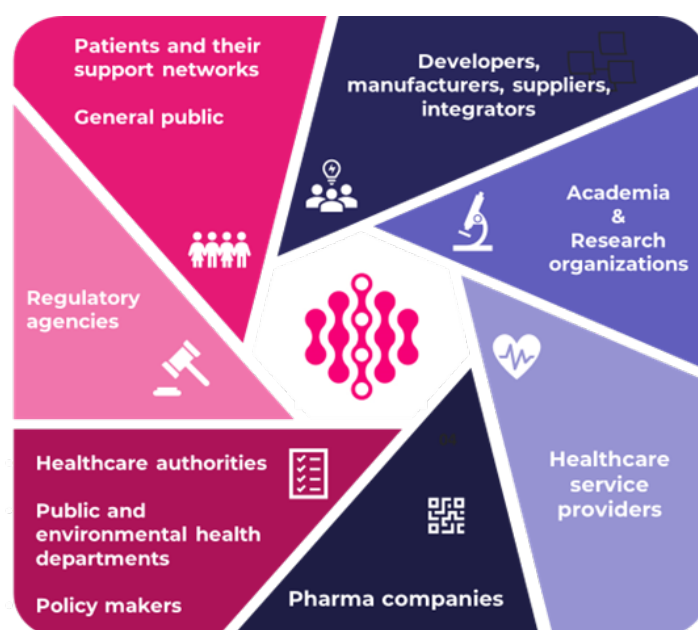 Patients and their
support networks
General public
Developers,
manufacturers, suppliers,
integrators
Academia
&
Research
organizations
Regulatory
agencies
Healthcare
service
providers
Healthcare authorities
Public and
environmental health
departments
Policy makers
Pharma companies